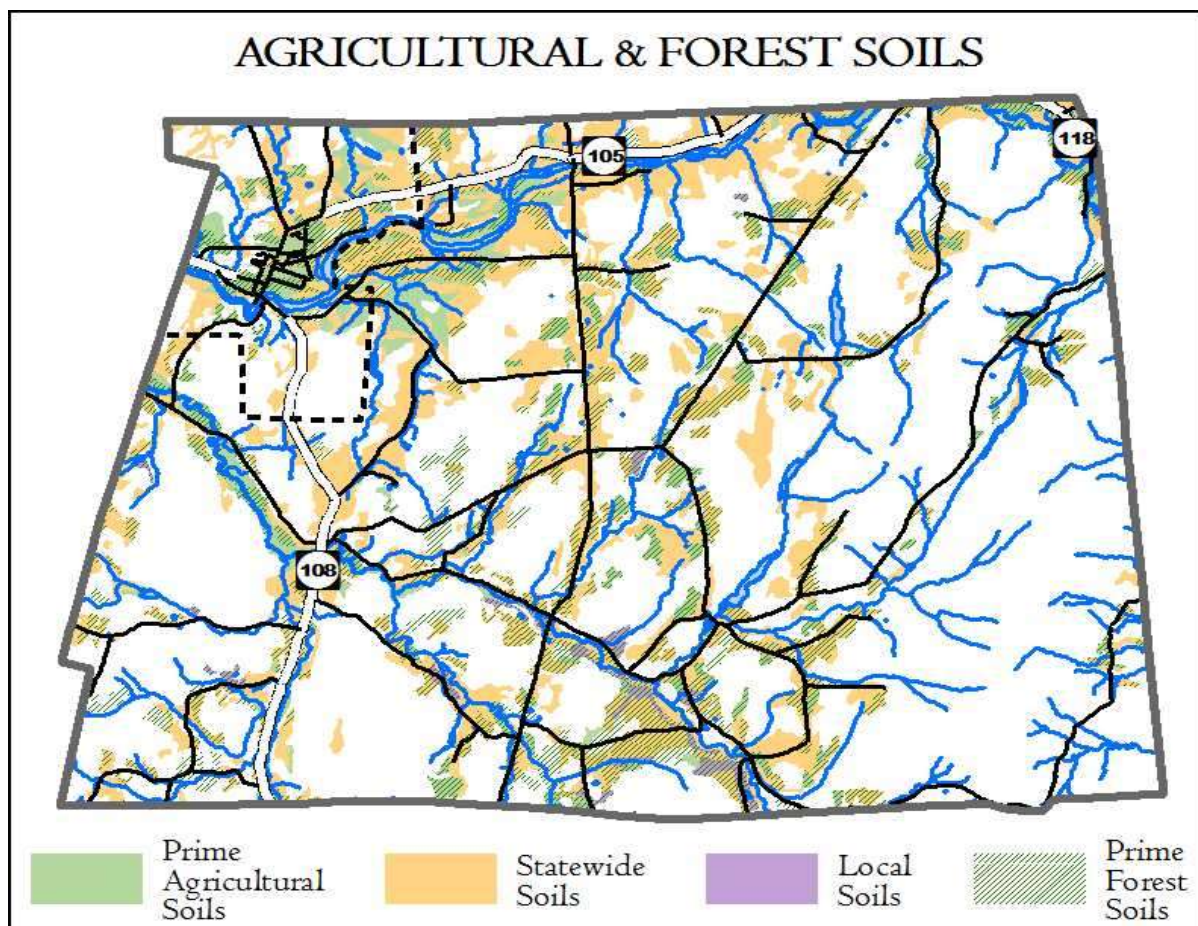 AGRICULTURAL & FOREST SOILS
118
105
108
Prime
Agricultural
Soils
Statewide
Soils
Local
Soils
Prime
Forest
Soils